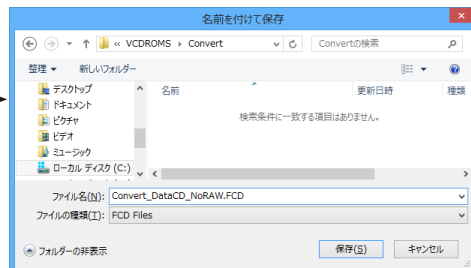 名前を付けて保存
« VCDROMS Convert
Convertの検索
整理 新しいフォルダー
名前 更新日時 種類
デスクトップ
ドキュメント
ピクチャ
ビデオ
ミュージック
ローカル ディスク (C:)
検索条件に一致する項目はありません。
ファイル名(N): Convert_DataCD_NoRAW.FCD
ファイルの種類(T): FCD Files
フォルダーの非表示 保存(S) キャンセル